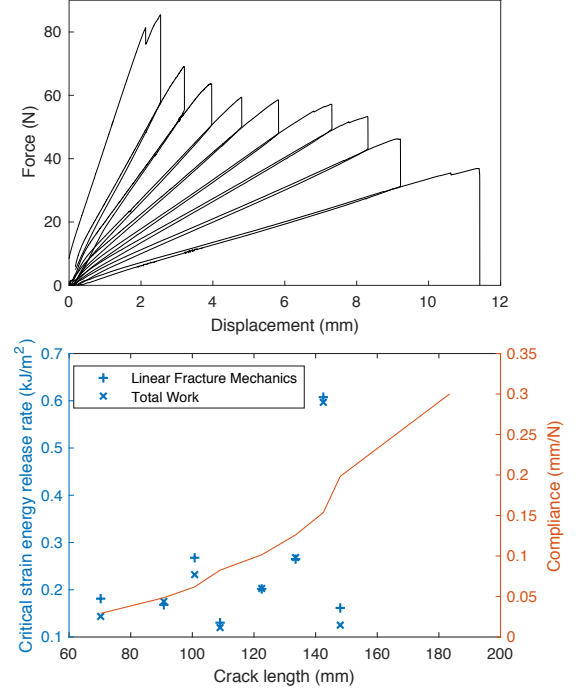 80
60
40
20
0
Force (N)
0 2 4 6 8 10 12
Displacement (mm)
0.7 0.35
Linear Fracture Mechanics
Total Work
0.6 0.3
0.5 0.25
0.4 0.2
0.3 0.15
0.2 0.1
0.05
0.1 0
Critical strain energy release rate (kJ/m²)
Compliance (mm/N)
60 80 100 120 140 160 180 200
Crack length (mm)